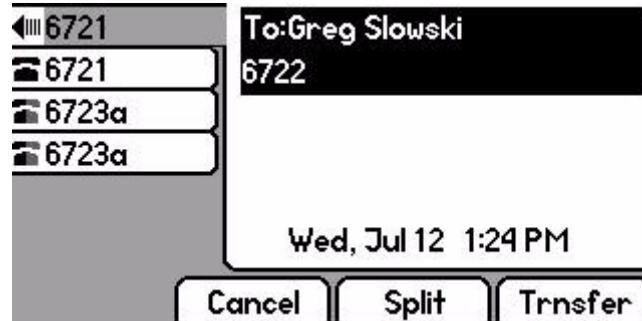 6721
6721
6723a
6723a
To:Greg Slowski
6722
Wed, Jul 12 1:24 PM
Cancel Split Trnsfer